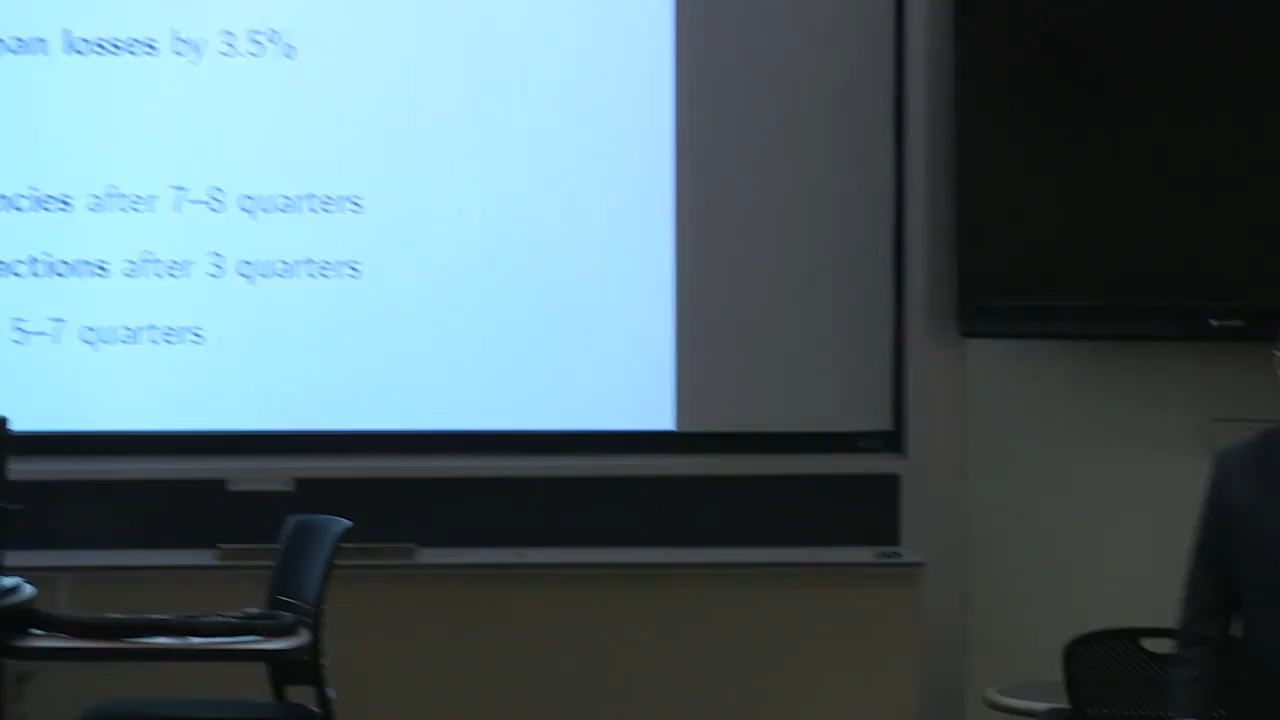 oan losses by 3.5%
ncies after 7–8 quarters
actions after 3 quarters
5–7 quarters